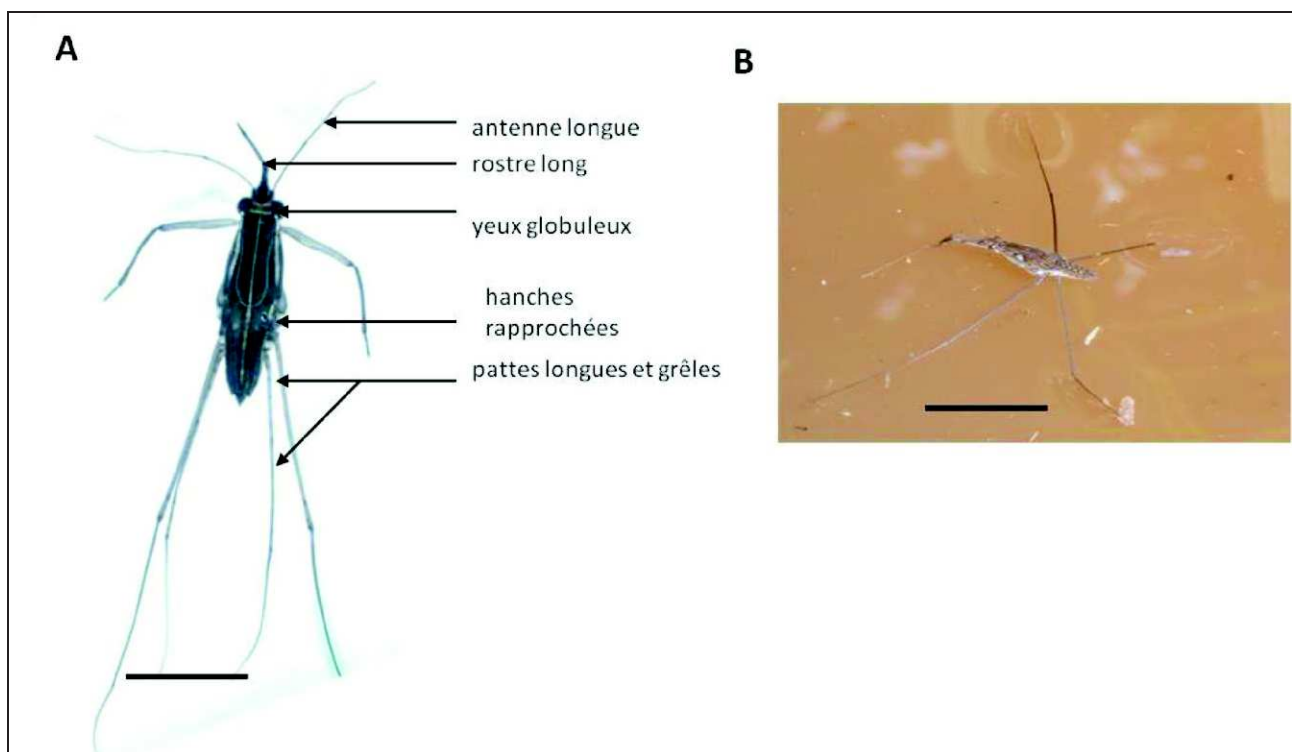 A
B
antenne longue
rostre long
yeux globuleux
hanches
rapprochées
pattes longues et grêles